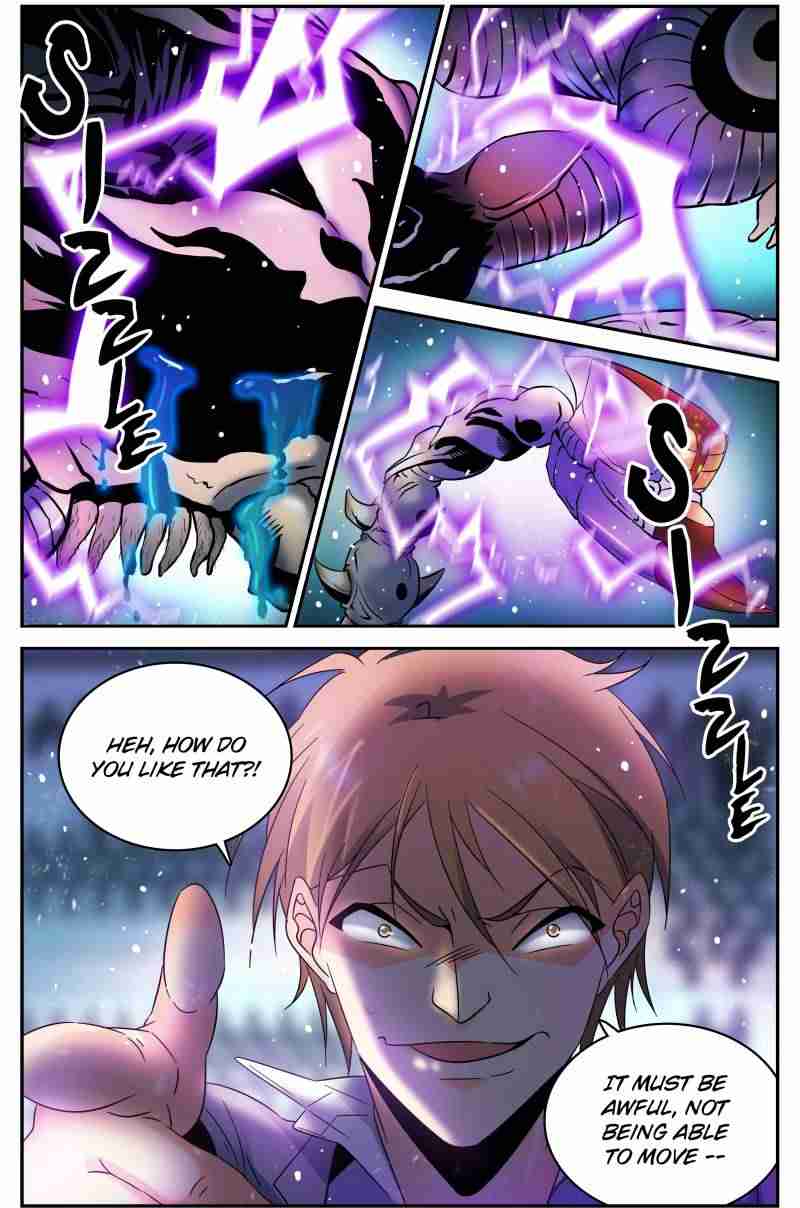 SIZZLE
SIZZLE
HEH, HOW DO
YOU LIKE THAT?!
IT MUST BE
AWFUL, NOT
BEING ABLE
TO MOVE --